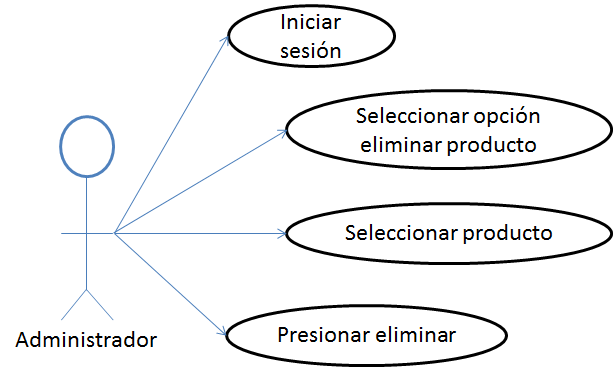 Iniciar
sesión
Seleccionar opción
eliminar producto
Seleccionar producto
Presionar eliminar
Administrador